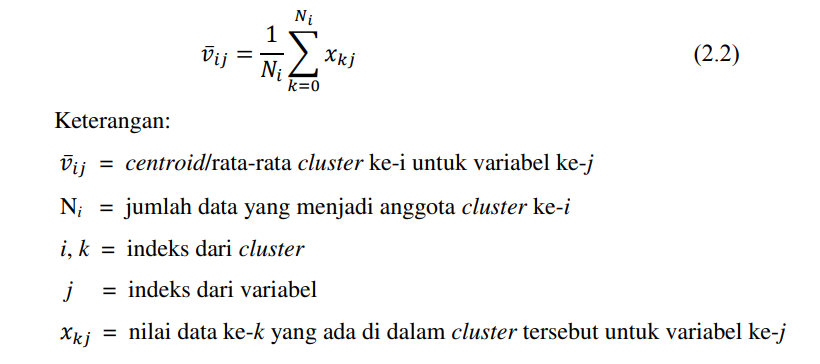 v̄ᵢⱼ = 1/Nᵢ ∑ₖ₌₀^{Nᵢ} xₖⱼ (2.2)
Keterangan:
v̄ᵢⱼ = centroid/rata-rata cluster ke-i untuk variabel ke-j
Nᵢ = jumlah data yang menjadi anggota cluster ke-i
i, k = indeks dari cluster
j = indeks dari variabel
xₖⱼ = nilai data ke-k yang ada di dalam cluster tersebut untuk variabel ke-j